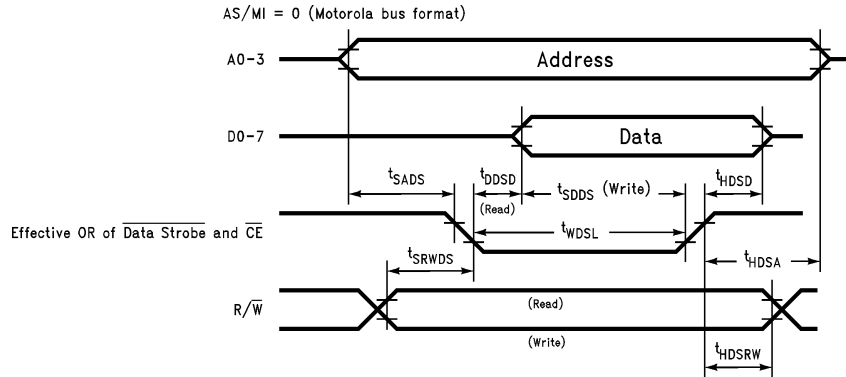 AS/MI = 0 (Motorola bus format)
A0-3
Address
D0-7
Data
tSADS
tDDSD
(Read)
tSDDS (Write)
tHDSD
Effective OR of Data Strobe and CE
tWDSL
tSRWDS
tHDSA
R/W
(Read)
(Write)
tHDSRW